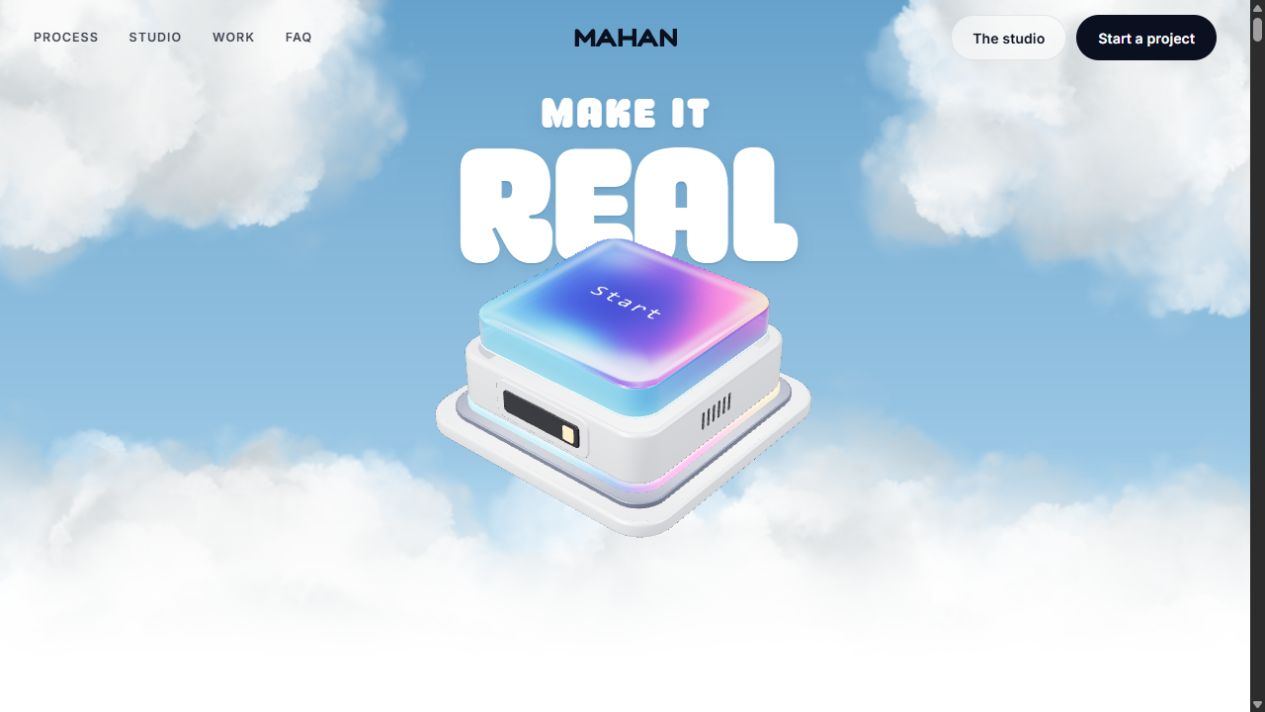 PROCESS STUDIO WORK FAQ MAHAN The studio Start a project
MAKE IT
REAL
Start